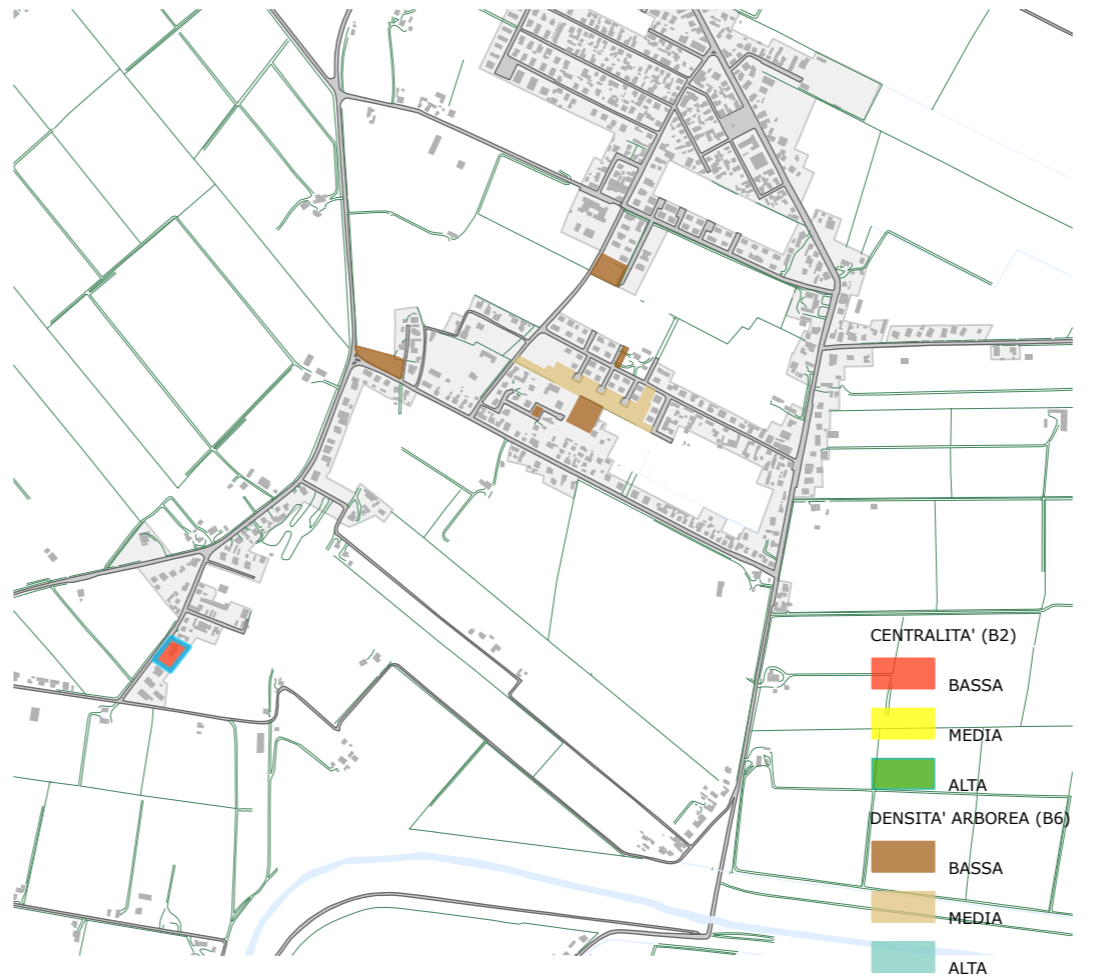 CENTRALITA' (B2)
BASSA
MEDIA
ALTA
DENSITA' ARBOREA (B6)
BASSA
MEDIA
ALTA